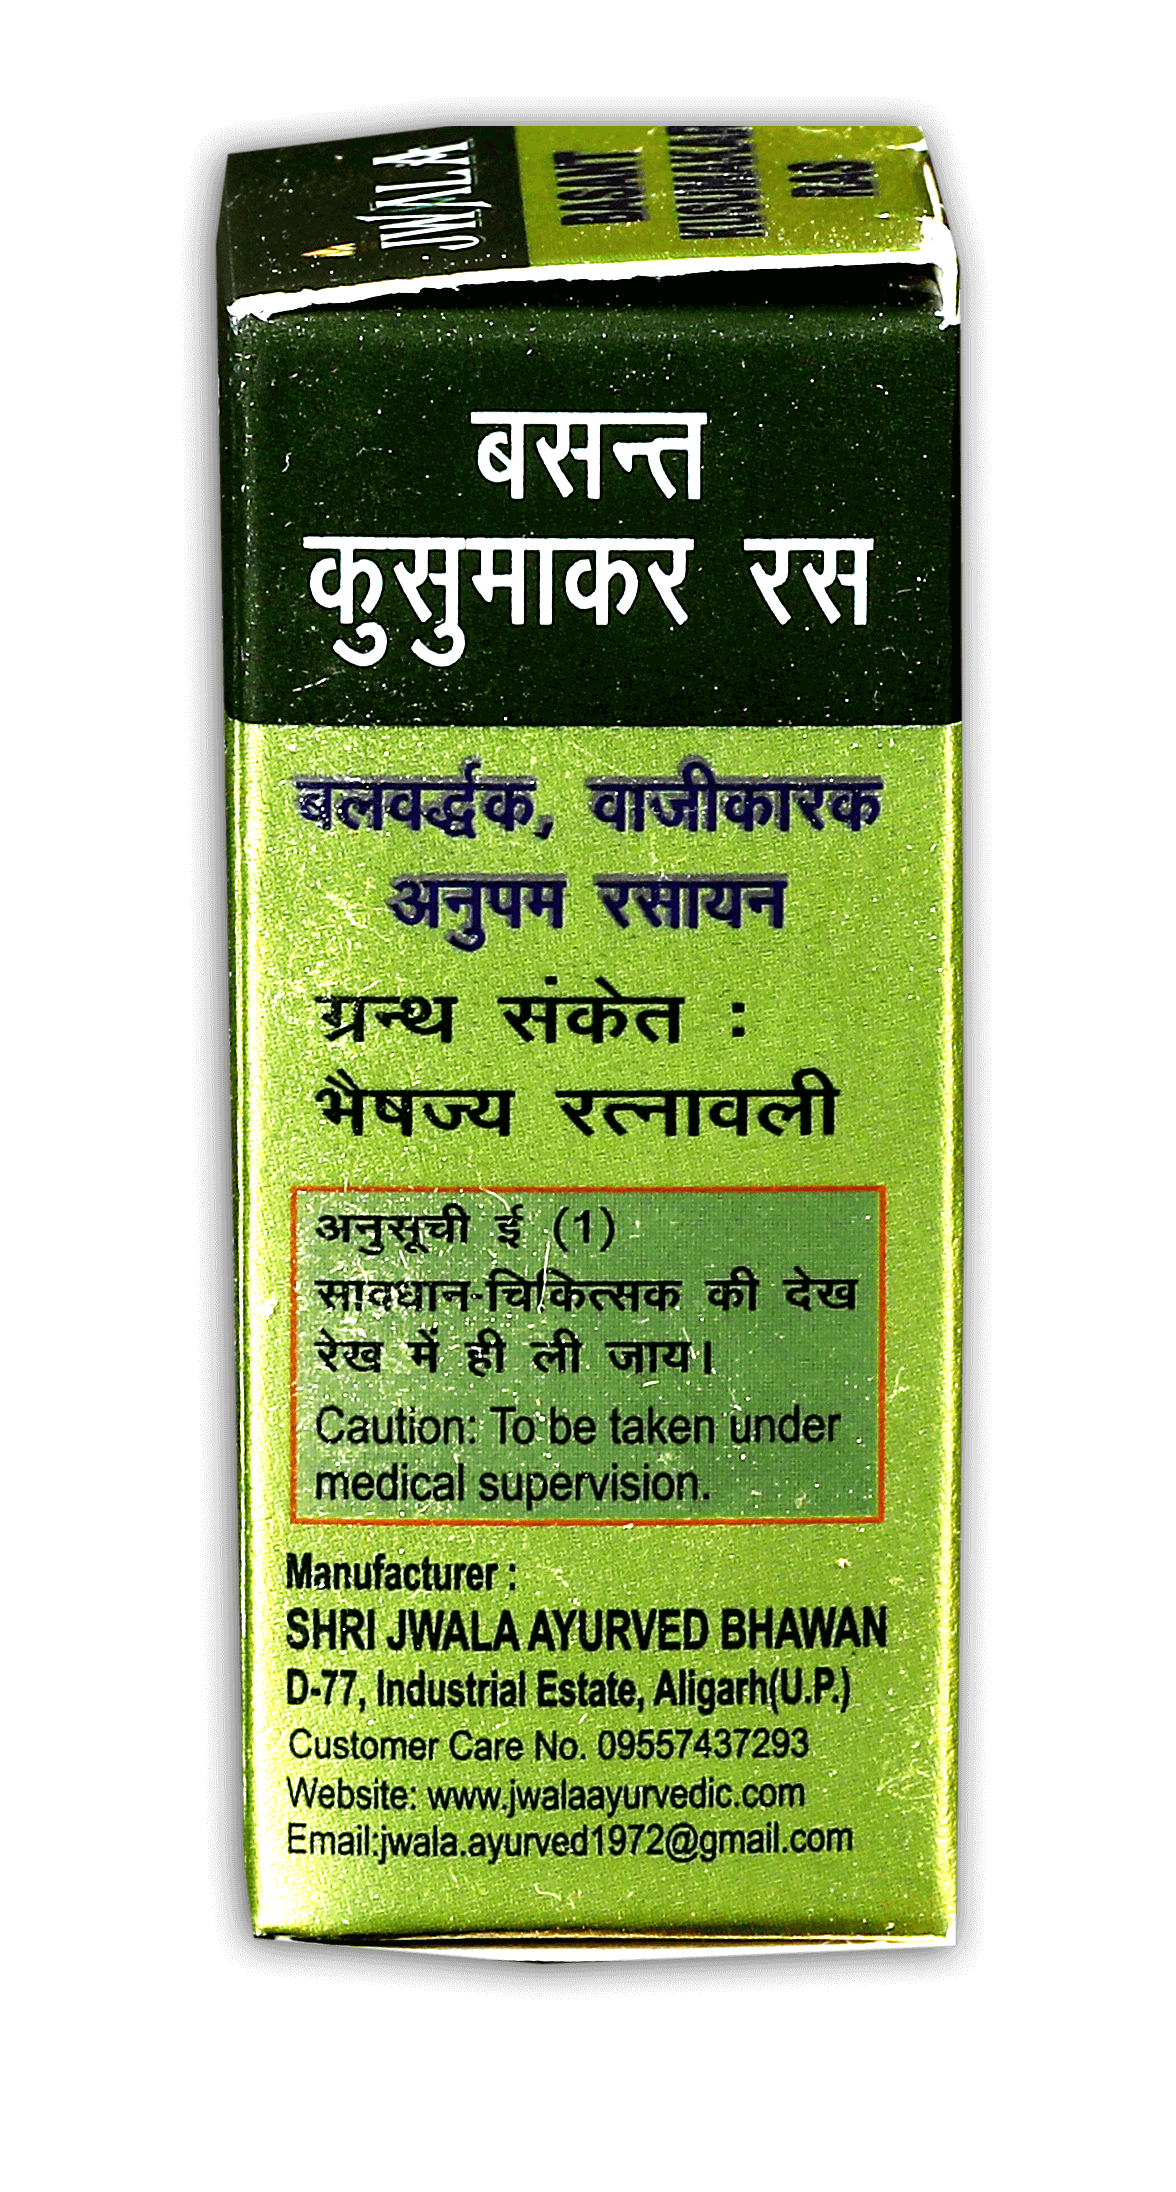 JWALA
BASANT
KUSUMAKAR
RAS
बसन्त
कुसुमाकर रस
बलवर्द्धक, वाजीकारक
अनुपम रसायन
ग्रन्थ संकेत :
भैषज्य रत्नावली
अनुसूची ई (1)
सावधान-चिकित्सक की देख
रेख में ही ली जाय।
Caution: To be taken under
medical supervision.
Manufacturer :
SHRI JWALA AYURVED BHAWAN
D-77, Industrial Estate, Aligarh(U.P.)
Customer Care No. 09557437293
Website: www.jwalaayurvedic.com
Email:jwala.ayurved1972@gmail.com